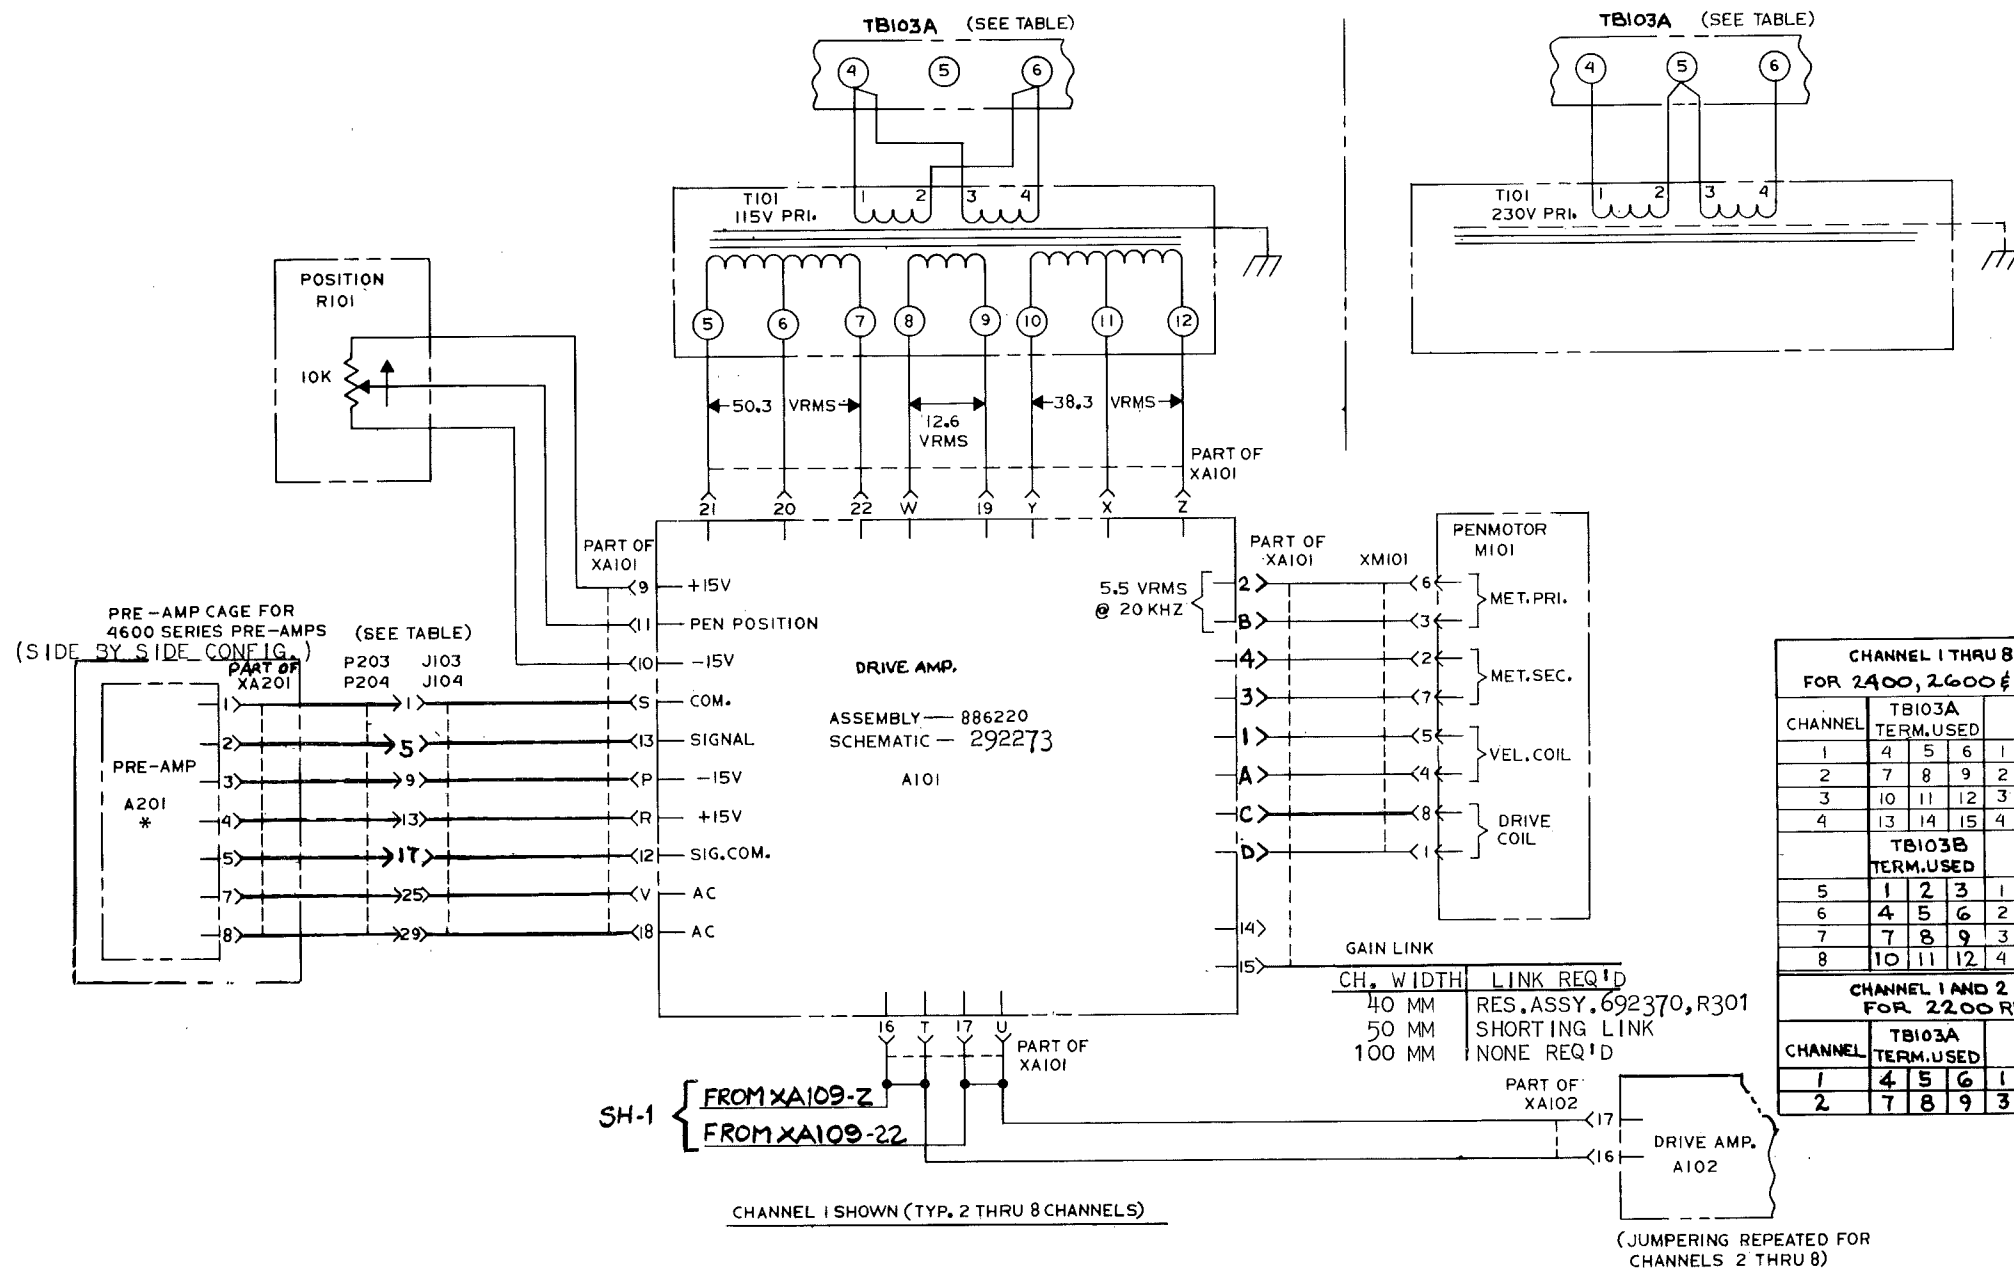 TB103A (SEE TABLE)
4 5 6
T101
115V PRI.
1 2 3 4
5 6 7 8 9 10 11 12
50.3 VRMS
12.6
VRMS
38.3 VRMS
PART OF
XA101
21 20 22 W 19 Y X Z
TB103A (SEE TABLE)
4 5 6
T101
230V PRI.
1 2 3 4
POSITION
R101
10K
PART OF
XA101
9 +15V
11 PEN POSITION
10 -15V
S COM.
13 SIGNAL
P -15V
R +15V
12 SIG.COM.
V AC
18 AC
PRE-AMP CAGE FOR
4600 SERIES PRE-AMPS
(SIDE BY SIDE CONFIG.)
PART OF
XA201
(SEE TABLE)
P203 J103
P204 J104
PRE-AMP
A201
*
1 1
2 5
3 9
4 13
5 17
7 25
8 29
DRIVE AMP.
ASSEMBLY — 886220
SCHEMATIC — 292273
A101
5.5 VRMS
@ 20 KHZ
PART OF
XA101
XM101
PENMOTOR
M101
2 6
B 3
MET.PRI.
4 2
3 7
MET.SEC.
1 5
A 4
VEL.COIL
C 8
D 1
DRIVE
COIL
14
15
GAIN LINK
CH. WIDTH LINK REQ'D
40 MM RES.ASSY.692370,R301
50 MM SHORTING LINK
100 MM NONE REQ'D
16 T 17 U
PART OF
XA101
SH-1
FROM XA109-Z
FROM XA109-22
PART OF
XA102
17
16
DRIVE AMP.
A102
(JUMPERING REPEATED FOR
CHANNELS 2 THRU 8)
CHANNEL 1 SHOWN (TYP. 2 THRU 8 CHANNELS)
CHANNEL 1 THRU 8
FOR 2400, 2600 &
CHANNEL TB103A
TERM.USED
1 4 5 6 1
2 7 8 9 2
3 10 11 12 3
4 13 14 15 4
TB103B
TERM.USED
5 1 2 3 1
6 4 5 6 2
7 7 8 9 3
8 10 11 12 4
CHANNEL 1 AND 2
FOR 2200 R
CHANNEL TB103A
TERM.USED
1 4 5 6 1
2 7 8 9 3